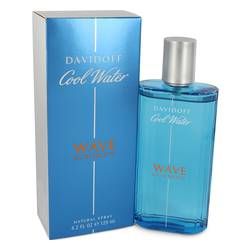 DAVIDOFF
Cool Water
WAVE
NATURAL SPRAY
4.2 FL OZ ℮ 125 ml
DAVIDOFF
Cool Water
WAVE